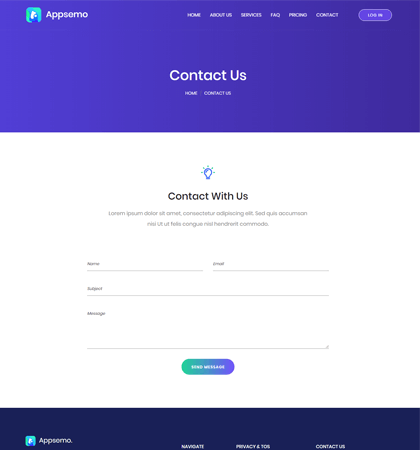 Appsemo
HOME ABOUT US SERVICES FAQ PRICING CONTACT LOG IN
Contact Us
HOME CONTACT US
Contact With Us
Lorem ipsum dolor sit amet, consectetur adipiscing elit. Sed quis accumsan
nisi Ut ut felis congue nisl hendrerit commodo.
Name Email
Subject
Message
SEND MESSAGE
Appsemo.
NAVIGATE PRIVACY & TOS CONTACT US